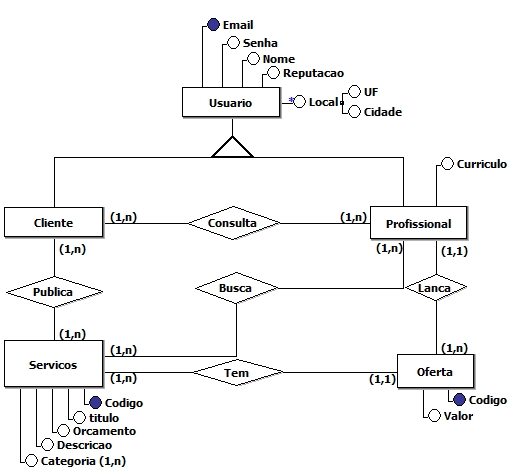 Email
Senha
Nome
Reputacao
Usuario
* Local
UF
Cidade
Curriculo
Cliente
(1,n)
Consulta
(1,n)
Profissional
(1,n)
(1,n)
(1,1)
Publica
Busca
Lanca
(1,n)
(1,n)
(1,n)
Servicos
(1,n)
Tem
(1,1)
Oferta
Codigo
titulo
Orcamento
Descricao
Categoria (1,n)
Codigo
Valor